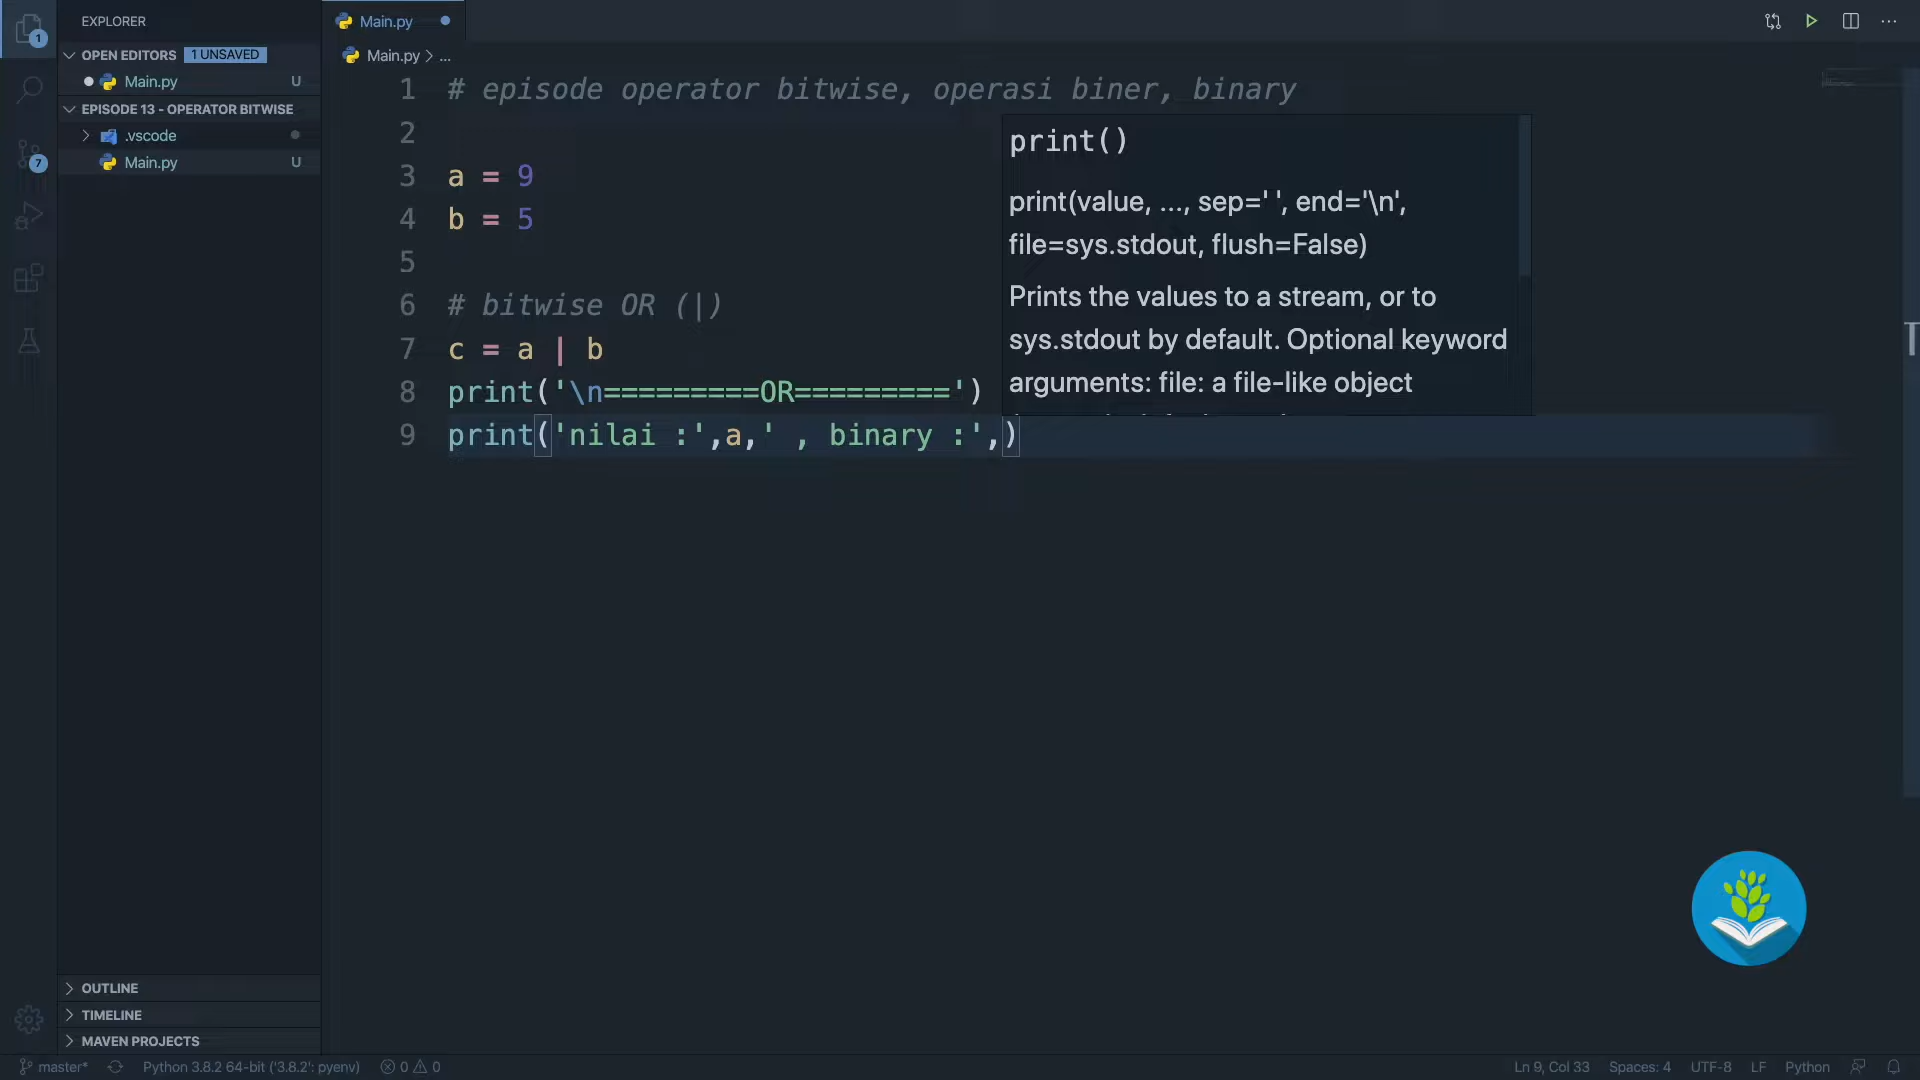 EXPLORER
OPEN EDITORS 1 UNSAVED
Main.py U
EPISODE 13 - OPERATOR BITWISE
.vscode
Main.py U
OUTLINE
TIMELINE
MAVEN PROJECTS
1
7
Main.py
Main.py > ...
1 # episode operator bitwise, operasi biner, binary
2
3 a = 9
4 b = 5
5
6 # bitwise OR (|)
7 c = a | b
8 print('\n=========OR=========')
9 print('nilai :',a,' , binary :',)
print()
print(value, ..., sep=' ', end='\n',
file=sys.stdout, flush=False)
Prints the values to a stream, or to
sys.stdout by default. Optional keyword
arguments: file: a file-like object
master* Python 3.8.2 64-bit ('3.8.2': pyenv) 0 0 Ln 9, Col 33 Spaces: 4 UTF-8 LF Python